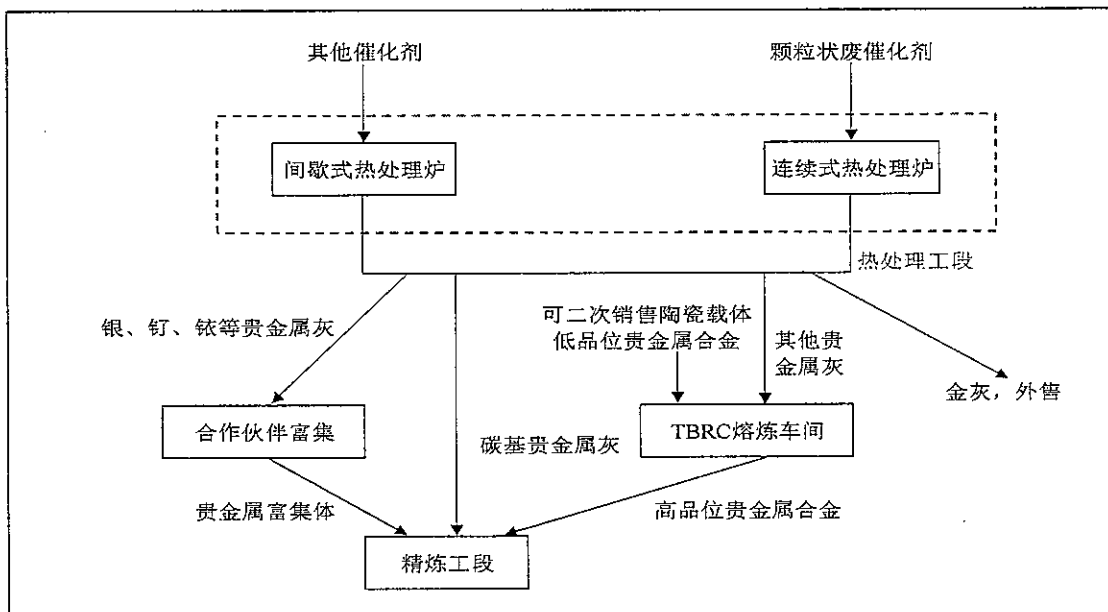 其他催化剂
颗粒状废催化剂
间歇式热处理炉
连续式热处理炉
热处理工段
银、钌、铱等贵金属灰
可二次销售陶瓷载体
低品位贵金属合金
其他贵
金属灰
金灰，外售
合作伙伴富集
碳基贵金属灰
TBRC熔炼车间
贵金属富集体
高品位贵金属合金
精炼工段